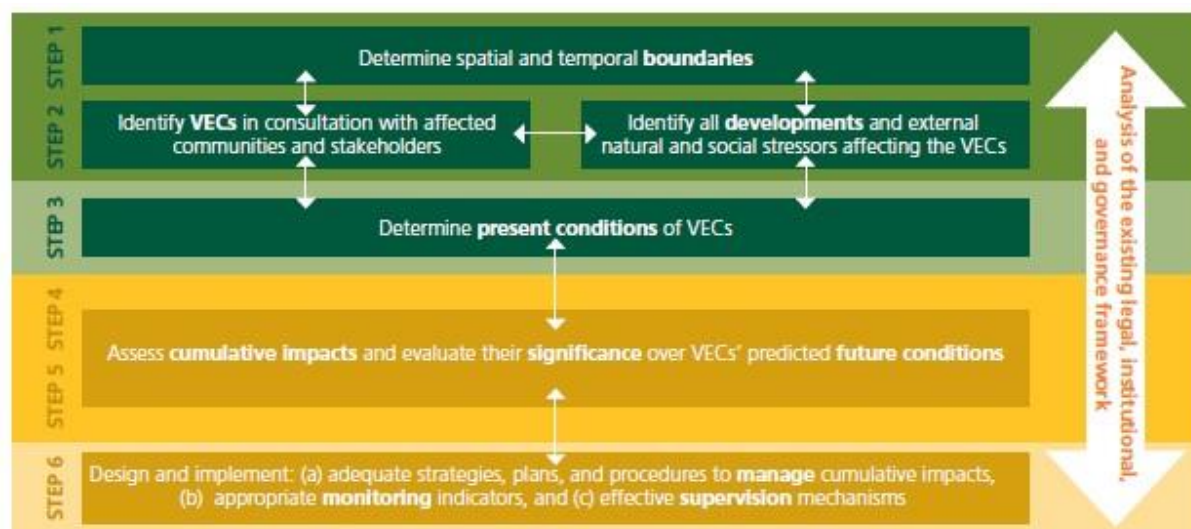 STEP 1
Determine spatial and temporal boundaries
STEP 2
Identify VECs in consultation with affected
communities and stakeholders
Identify all developments and external
natural and social stressors affecting the VECs
STEP 3
Determine present conditions of VECs
STEP 4
STEP 5
Assess cumulative impacts and evaluate their significance over VECs' predicted future conditions
STEP 6
Design and implement: (a) adequate strategies, plans, and procedures to manage cumulative impacts,
(b) appropriate monitoring indicators, and (c) effective supervision mechanisms
Analysis of the existing legal, institutional,
and governance framework